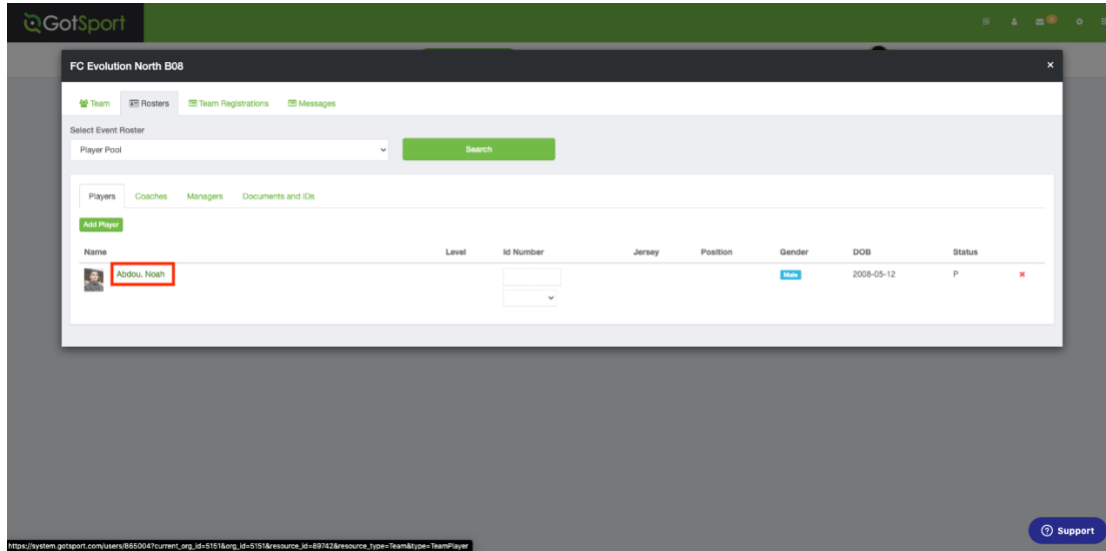 GotSport
FC Evolution North B08 ×
Team Rosters Team Registrations Messages
Select Event Roster
Player Pool Search
Players Coaches Managers Documents and IDs
Add Player
Name Level Id Number Jersey Position Gender DOB Status
Abdou, Noah Male 2008-05-12 P
Support
https://system.gotsport.com/users/865004?current_org_id=5151&org_id=5151&resource_id=89742&resource_type=Team&type=TeamPlayer